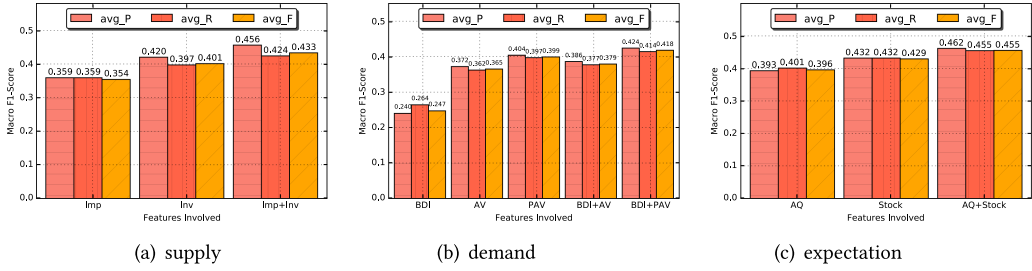 avg_P avg_R avg_F
Macro F1-Score
0.5
0.4
0.3
0.2
0.1
0.0
0.359 0.359 0.354
0.420 0.397 0.401
0.456 0.424 0.433
Imp Inv Imp+Inv
Features Involved
(a) supply
avg_P avg_R avg_F
Macro F1-Score
0.5
0.4
0.3
0.2
0.1
0.0
0.240 0.264 0.247
0.372 0.362 0.365
0.404 0.397 0.399
0.386 0.377 0.379
0.424 0.414 0.418
BDI AV PAV BDI+AV BDI+PAV
Features Involved
(b) demand
avg_P avg_R avg_F
Macro F1-Score
0.5
0.4
0.3
0.2
0.1
0.0
0.393 0.401 0.396
0.432 0.432 0.429
0.462 0.455 0.455
AQ Stock AQ+Stock
Features Involved
(c) expectation